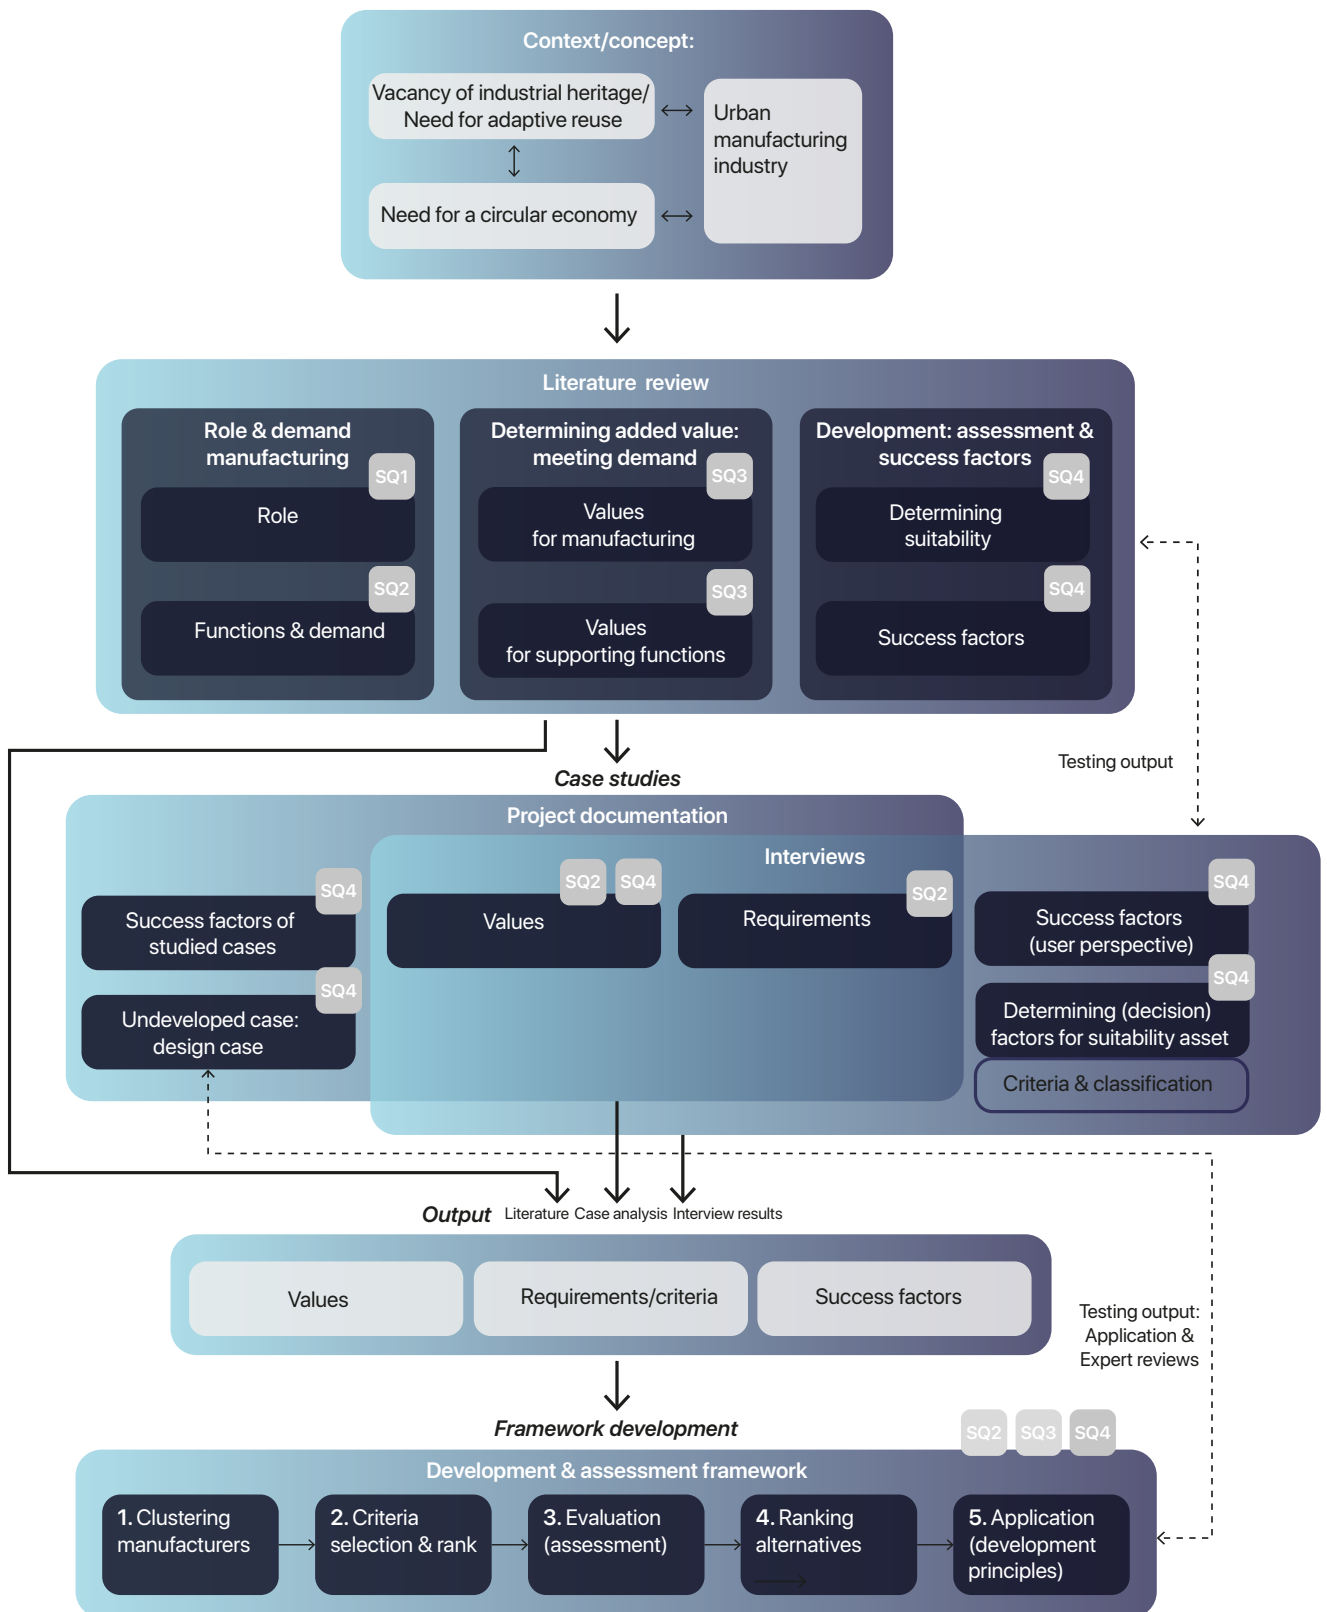 Context/concept:
Vacancy of industrial heritage/
Need for adaptive reuse
Urban
manufacturing
industry
Need for a circular economy
Literature review
Role & demand
manufacturing
SQ1
Role
SQ2
Functions & demand
Determining added value:
meeting demand
SQ3
Values
for manufacturing
SQ3
Values
for supporting functions
Development: assessment &
success factors
SQ4
Determining
suitability
SQ4
Success factors
Testing output
Case studies
Project documentation
Interviews
SQ4
Success factors of
studied cases
SQ4
Undeveloped case:
design case
SQ2 SQ4
Values
SQ2
Requirements
SQ4
Success factors
(user perspective)
SQ4
Determining (decision)
factors for suitability asset
Criteria & classification
Output Literature Case analysis Interview results
Values
Requirements/criteria
Success factors
Testing output:
Application &
Expert reviews
Framework development
SQ2 SQ3 SQ4
Development & assessment framework
1. Clustering
manufacturers
2. Criteria
selection & rank
3. Evaluation
(assessment)
4. Ranking
alternatives
5. Application
(development
principles)